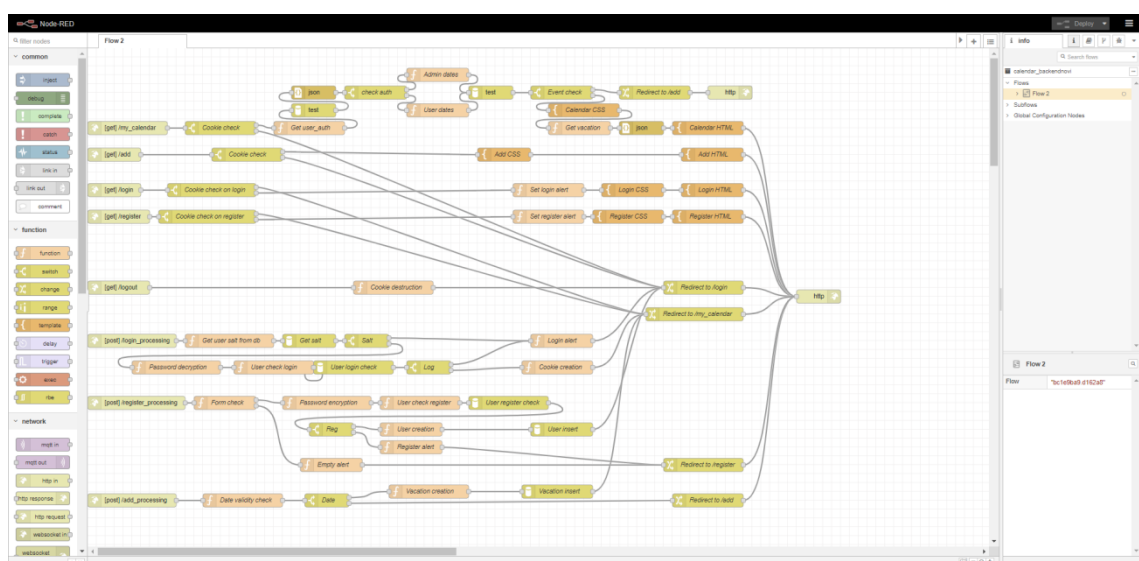 Node-RED
Deploy
filter nodes
Flow 2
info
Search flows
common
inject
debug
complete
catch
status
link in
link out
comment
function
function
switch
change
range
template
delay
trigger
exec
rbe
network
mqtt in
mqtt out
http in
http response
http request
websocket in
websocket
Admin dates
json
check auth
test
Event check
Redirect to /add
http
test
User dates
Calendar CSS
[get] /my_calendar
Cookie check
Get user_auth
Get vacation
json
Calendar HTML
[get] /add
Cookie check
Add CSS
Add HTML
[get] /login
Cookie check on login
Set login alert
Login CSS
Login HTML
[get] /register
Cookie check on register
Set register alert
Register CSS
Register HTML
[get] /logout
Cookie destruction
Redirect to /login
http
Redirect to /my_calendar
[post] /login_processing
Get user salt from db
Get salt
Salt
Login alert
Password decryption
User check login
User login check
Log
Cookie creation
[post] /register_processing
Form check
Password encryption
User check register
User register check
Reg
User creation
User insert
Register alert
Empty alert
Redirect to /register
[post] /add_processing
Date validity check
Date
Vacation creation
Vacation insert
Redirect to /add
Flows
Flow 2
Subflows
Global Configuration Nodes
Flow 2
Flow